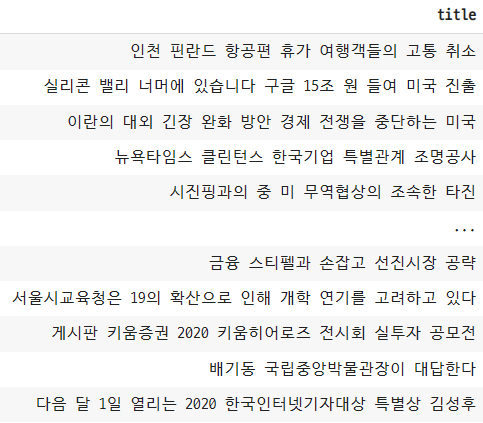 title
인천 핀란드 항공편 휴가 여행객들의 고통 취소
실리콘 밸리 너머에 있습니다 구글 15조 원 들여 미국 진출
이란의 대외 긴장 완화 방안 경제 전쟁을 중단하는 미국
뉴욕타임스 클린턴스 한국기업 특별관계 조명공사
시진핑과의 중 미 무역협상의 조속한 타진
...
금융 스티펠과 손잡고 선진시장 공략
서울시교육청은 19의 확산으로 인해 개학 연기를 고려하고 있다
게시판 키움증권 2020 키움히어로즈 전시회 실투자 공모전
배기동 국립중앙박물관장이 대답한다
다음 달 1일 열리는 2020 한국인터넷기자대상 특별상 김성후